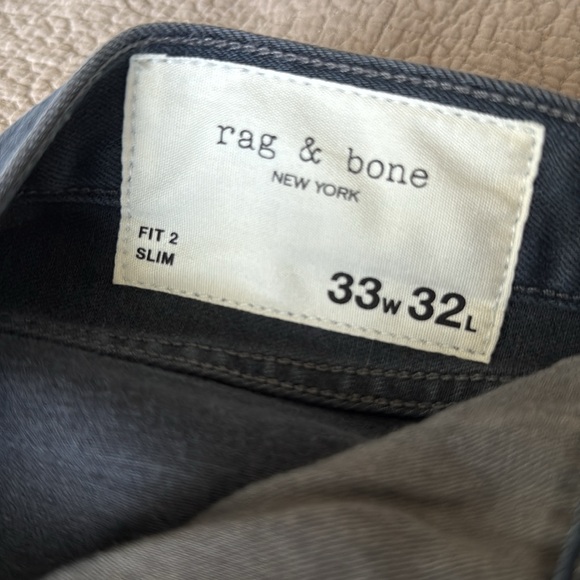 rag & bone
NEW YORK
FIT 2
SLIM
33W 32L